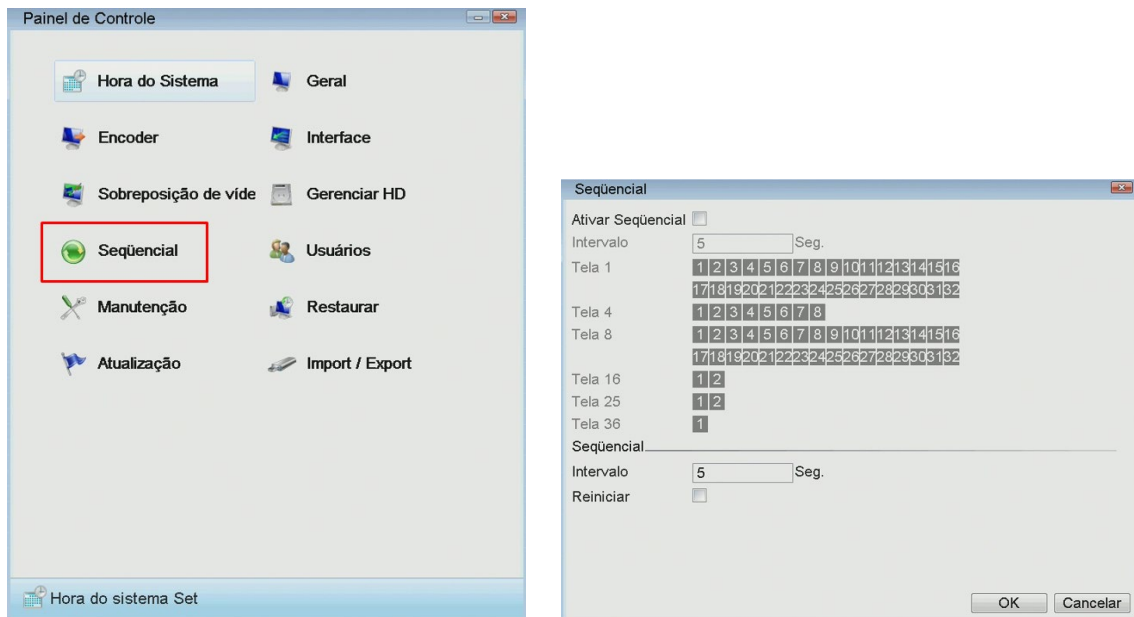 Painel de Controle
Hora do Sistema
Geral
Encoder
Interface
Sobreposição de víde
Gerenciar HD
Seqüencial
Usuários
Manutenção
Restaurar
Atualização
Import / Export
Hora do sistema Set
Seqüencial
Ativar Seqüencial
Intervalo 5 Seg.
Tela 1 1 2 3 4 5 6 7 8 9 10 11 12 13 14 15 16
17 18 19 20 21 22 23 24 25 26 27 28 29 30 31 32
Tela 4 1 2 3 4 5 6 7 8
Tela 8 1 2 3 4 5 6 7 8 9 10 11 12 13 14 15 16
17 18 19 20 21 22 23 24 25 26 27 28 29 30 31 32
Tela 16 1 2
Tela 25 1 2
Tela 36 1
Seqüencial
Intervalo 5 Seg.
Reiniciar
OK Cancelar